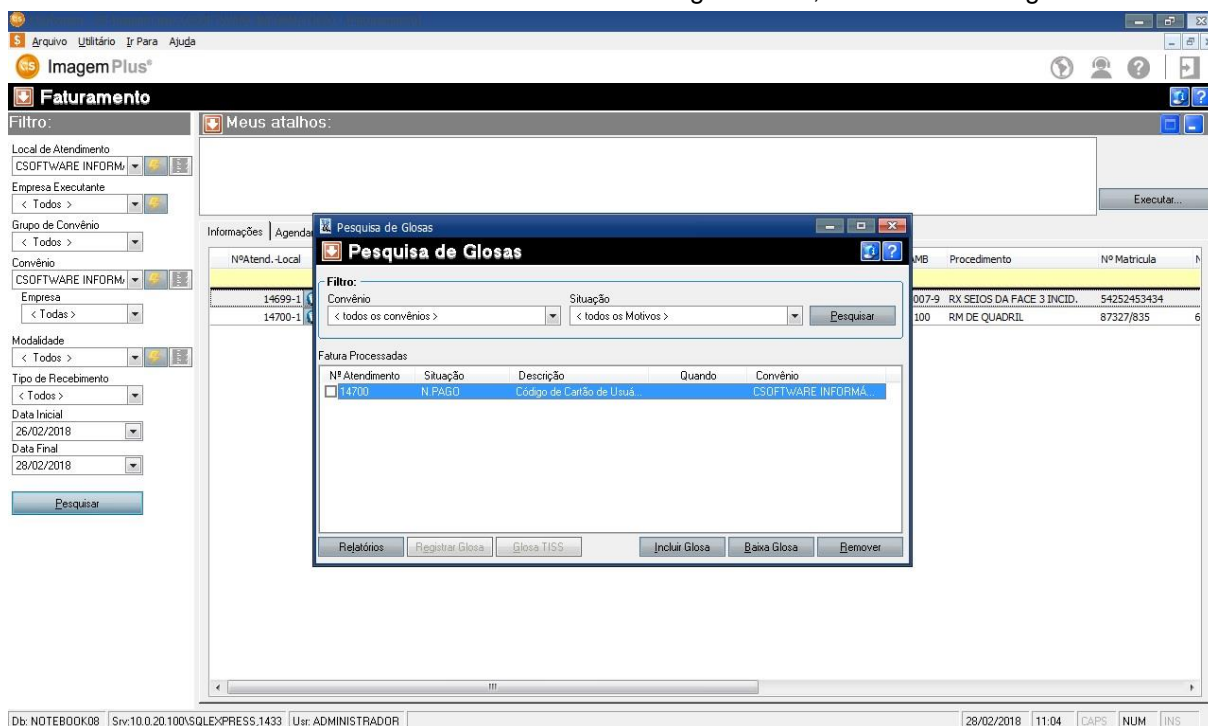 Arquivo Utilitário Ir Para Ajuda
ImagemPlus®
Faturamento
Filtro:
Meus atalhos:
Local de Atendimento
CSOFTWARE INFORM
Empresa Executante
< Todos >
Executar...
Grupo de Convênio
< Todos >
Convênio
CSOFTWARE INFORM
Empresa
< Todas >
Modalidade
< Todos >
Tipo de Recebimento
< Todos >
Data Inicial
26/02/2018
Data Final
28/02/2018
Pesquisar
Informações Agenda
NºAtend.-Local AMB Procedimento Nº Matricula
14699-1 007-9 RX SEIOS DA FACE 3 INCID. 54252453434
14700-1 100 RM DE QUADRIL 87327/835 6
Pesquisa de Glosas
Pesquisa de Glosas
Filtro:
Convênio Situação
< todos os convênios > < todos os Motivos > Pesquisar
Fatura Processadas
Nº Atendimento Situação Descrição Quando Convênio
14700 N.PAGO Código de Cartão de Usuá... CSOFTWARE INFORMÁ...
Relatórios Registrar Glosa Glosa TISS Incluir Glosa Baixa Glosa Remover
Db: NOTEBOOK08 Srv:10.0.20.100\SQLEXPRESS,1433 Usr: ADMINISTRADOR 28/02/2018 11:04 CAPS NUM INS